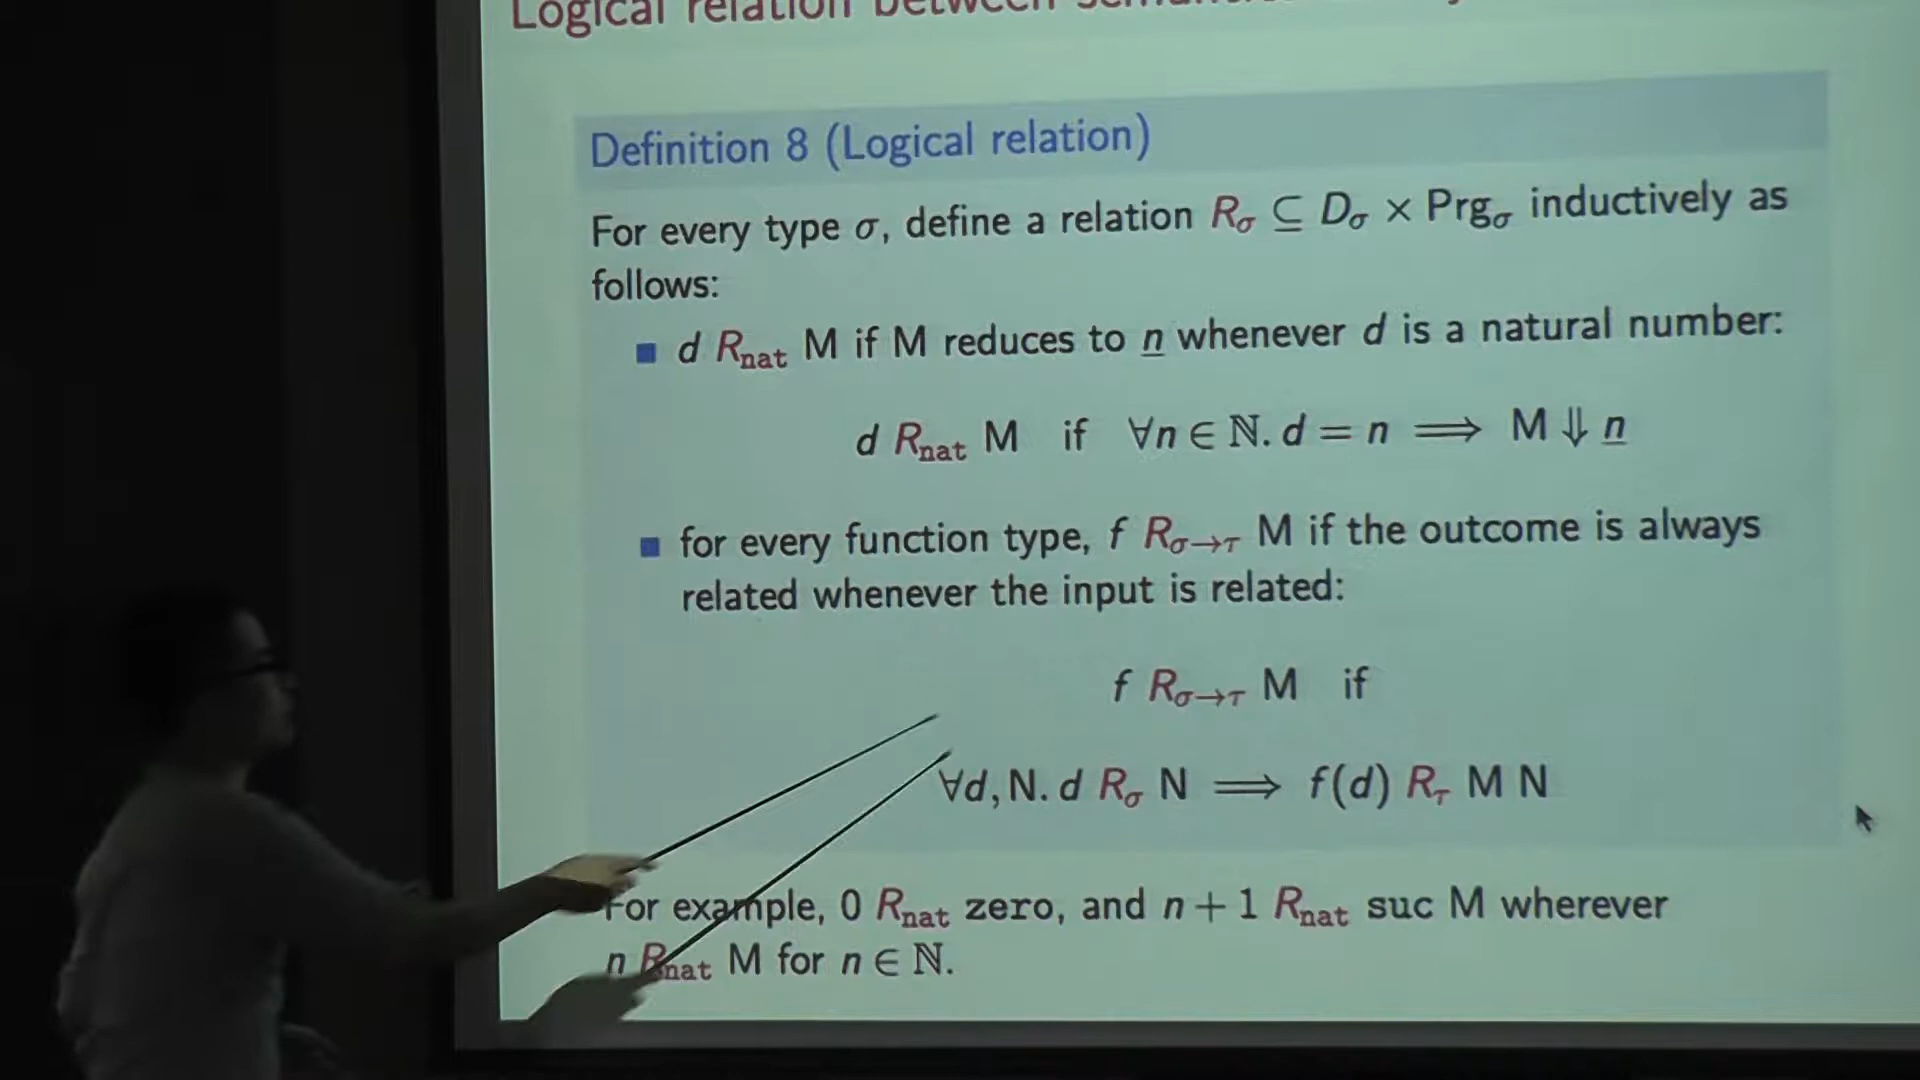 Logical relation between
Definition 8 (Logical relation)
For every type σ, define a relation R_σ ⊆ D_σ × Prg_σ inductively as
follows:
■ d R_nat M if M reduces to n̲ whenever d is a natural number:
d R_nat M if ∀n ∈ ℕ. d = n ⟹ M ⇓ n̲
■ for every function type, f R_σ→τ M if the outcome is always
related whenever the input is related:
f R_σ→τ M if
∀d, N. d R_σ N ⟹ f(d) R_τ M N
For example, 0 R_nat zero, and n + 1 R_nat suc M wherever
n R_nat M for n ∈ ℕ.